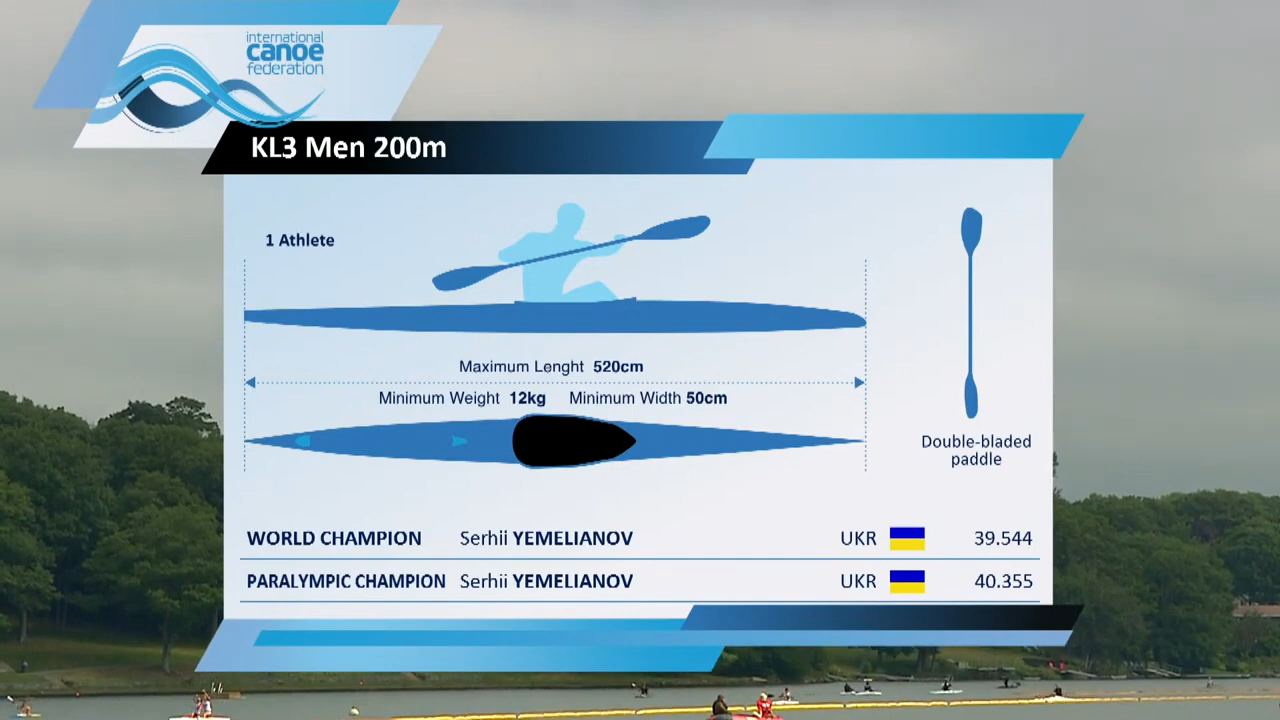 international
canoe
federation
KL3 Men 200m
1 Athlete
Maximum Lenght 520cm
Minimum Weight 12kg Minimum Width 50cm
Double-bladed
paddle
WORLD CHAMPION Serhii YEMELIANOV UKR 39.544
PARALYMPIC CHAMPION Serhii YEMELIANOV UKR 40.355